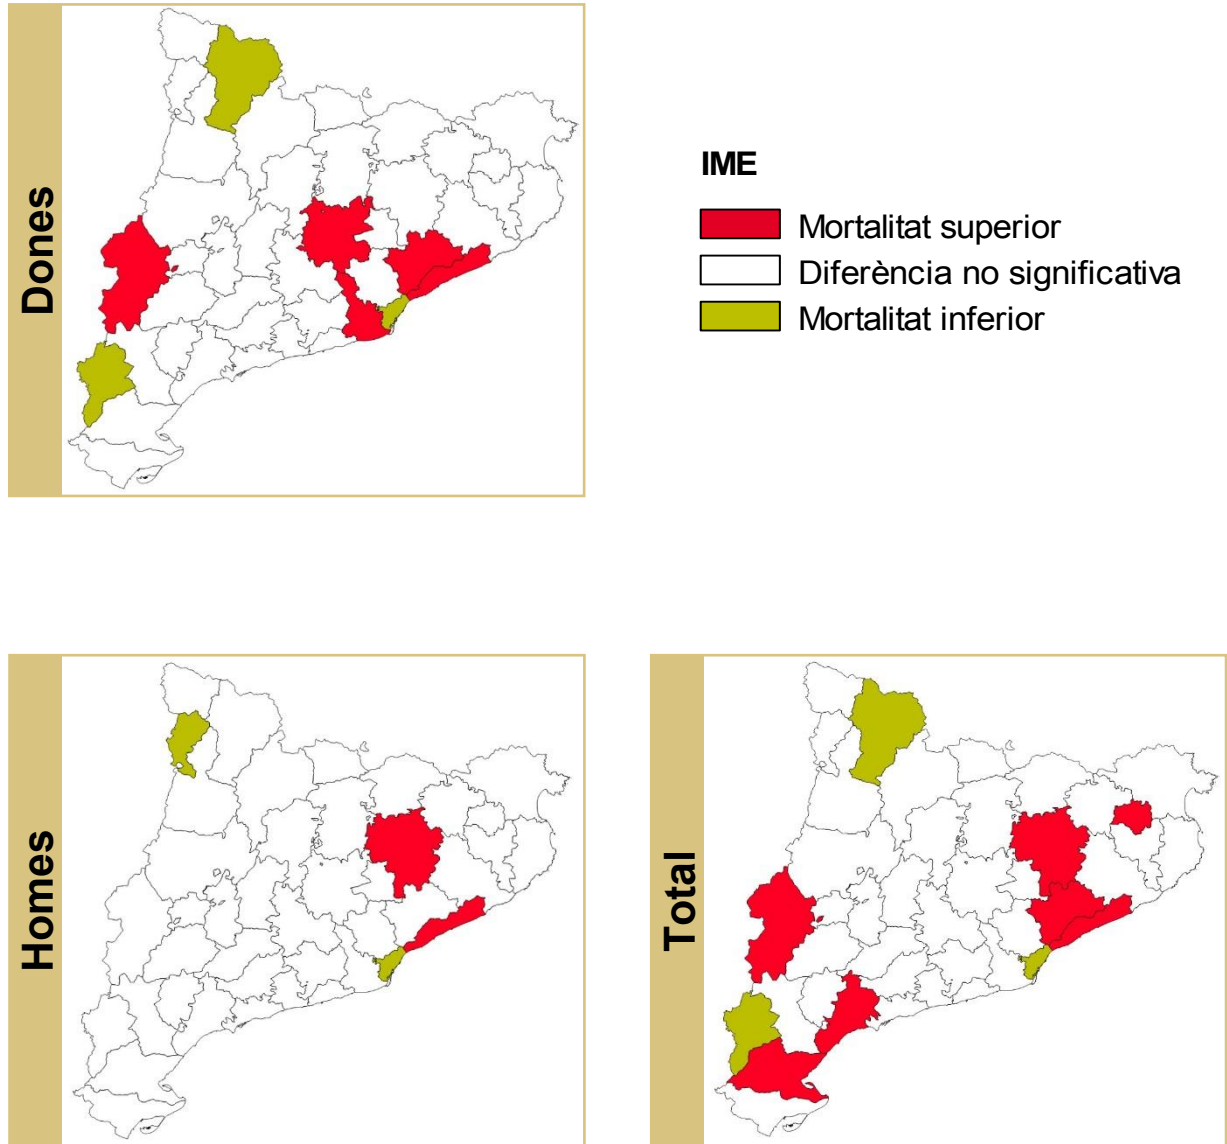 Dones
IME
Mortalitat superior
Diferència no significativa
Mortalitat inferior
Homes
Total